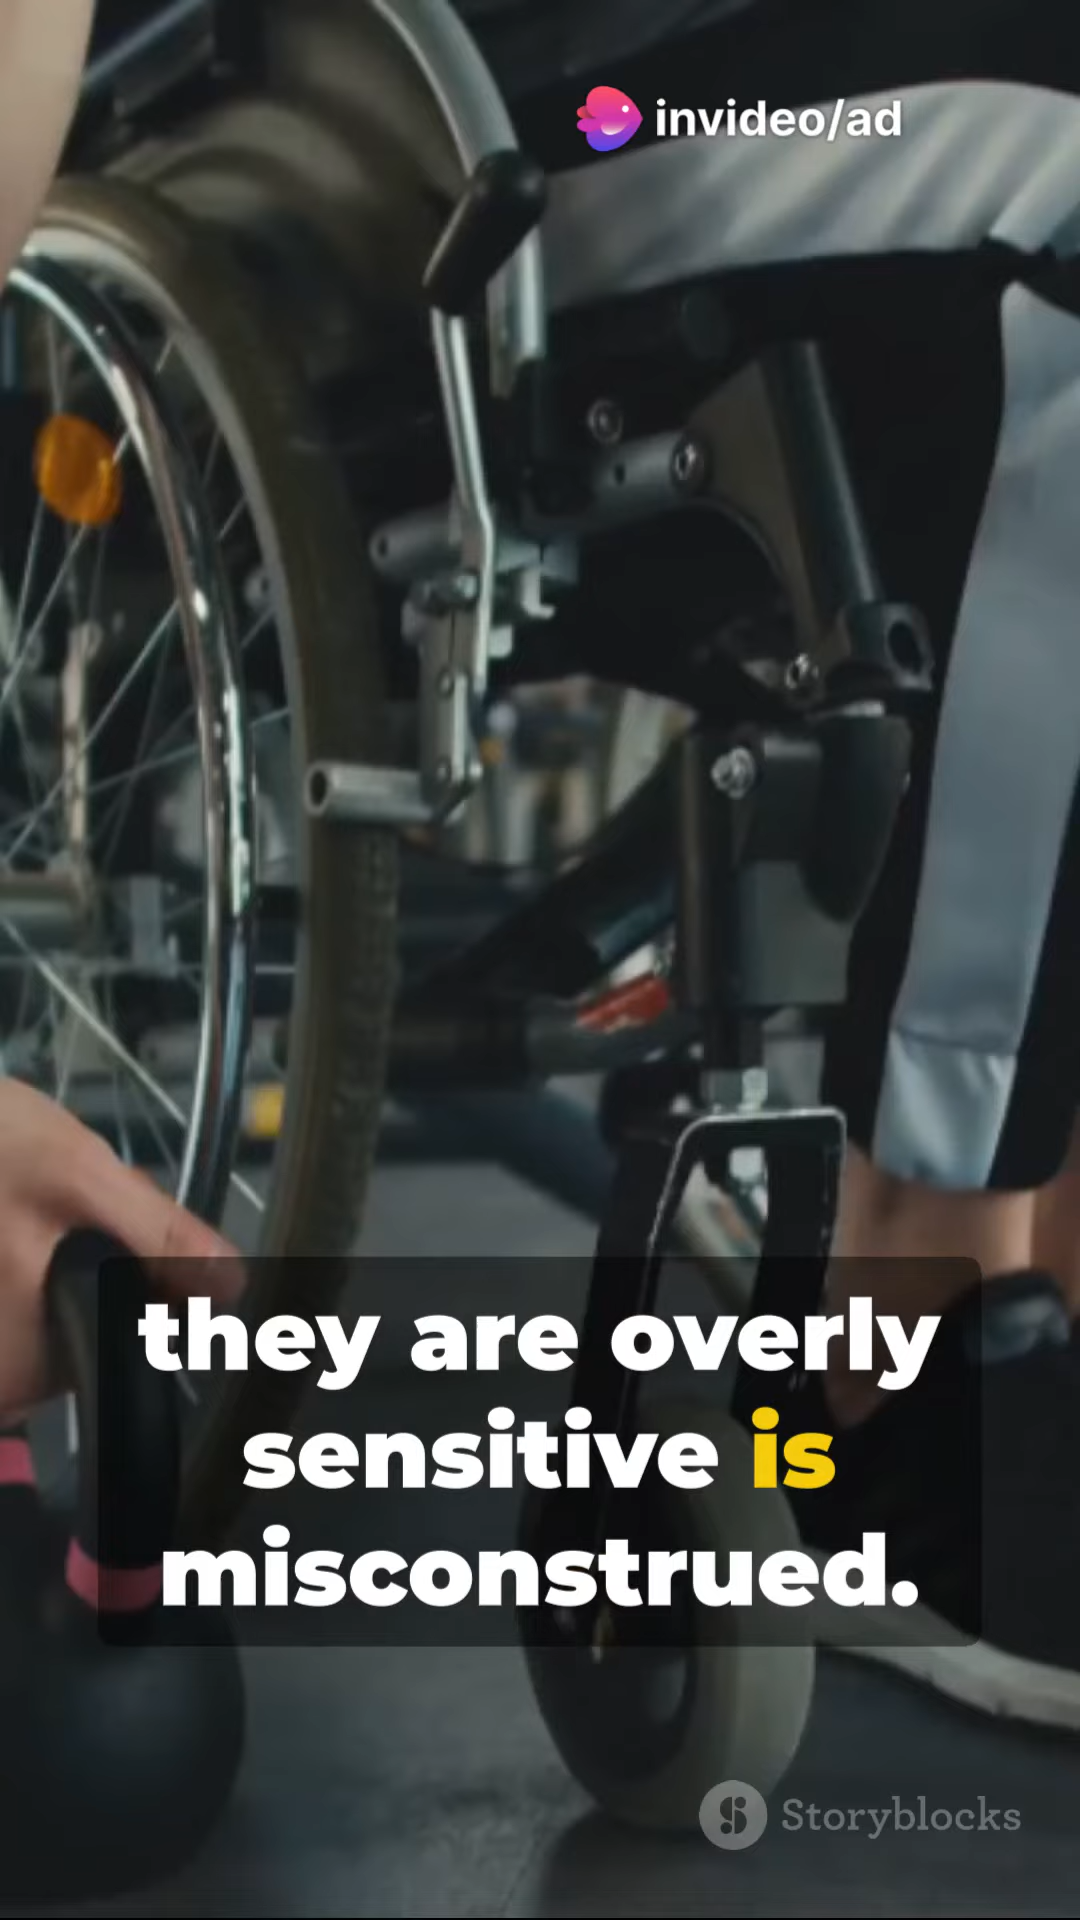 invideo/ad
they are overly
sensitive is
misconstrued.
Storyblocks